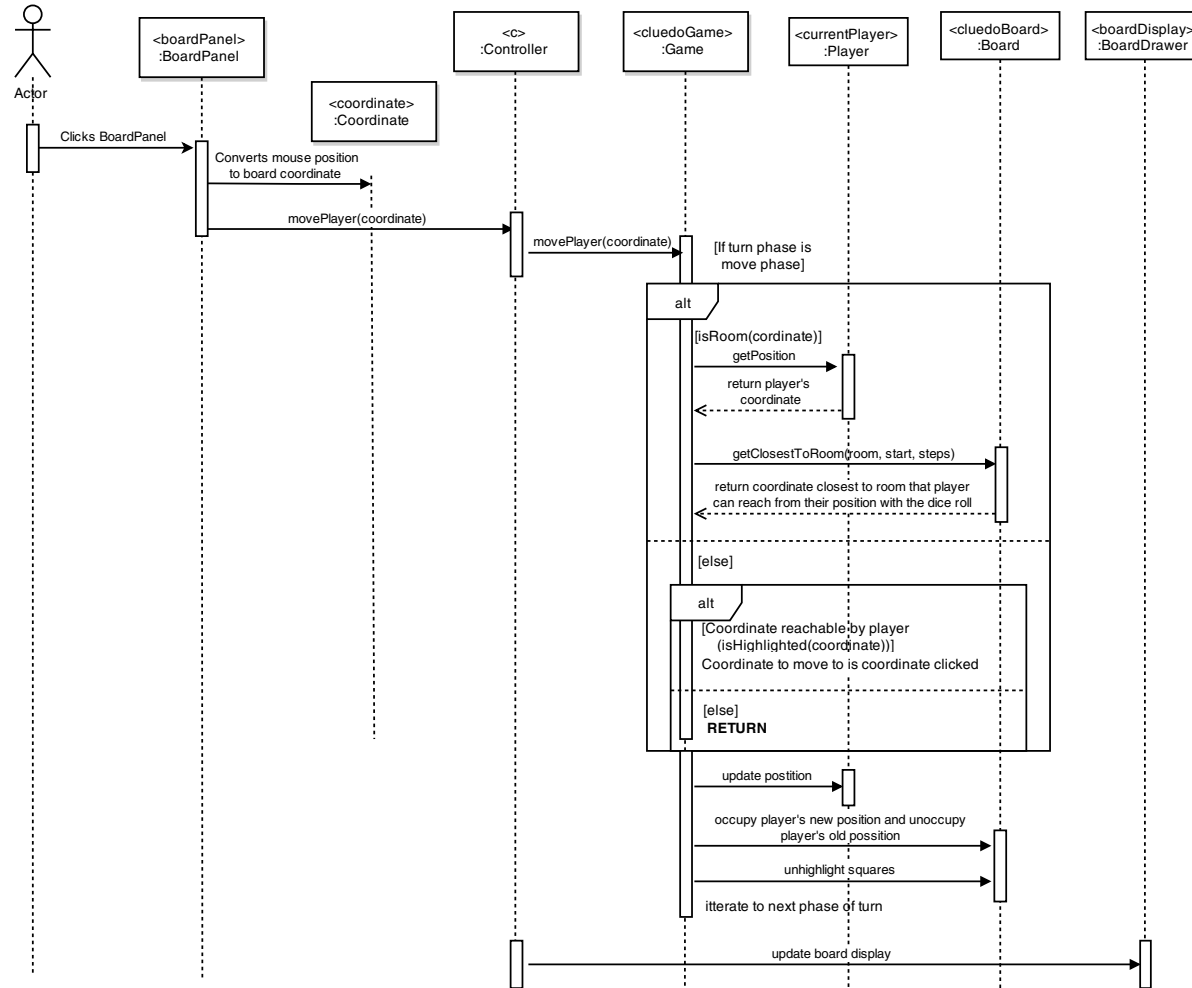 <boardPanel>
:BoardPanel
<c>
:Controller
<cluedoGame>
:Game
<currentPlayer>
:Player
<cluedoBoard>
:Board
<boardDisplay>
:BoardDrawer
Actor
<coordinate>
:Coordinate
Clicks BoardPanel
Converts mouse position
to board coordinate
movePlayer(coordinate)
movePlayer(coordinate)
[If turn phase is
move phase]
alt
[isRoom(cordinate)]
getPosition
return player's
coordinate
getClosestToRoom(room, start, steps)
return coordinate closest to room that player
can reach from their position with the dice roll
[else]
alt
[Coordinate reachable by player
(isHighlighted(coordinate))]
Coordinate to move to is coordinate clicked
[else]
RETURN
update postition
occupy player's new position and unoccupy
player's old possition
unhighlight squares
itterate to next phase of turn
update board display